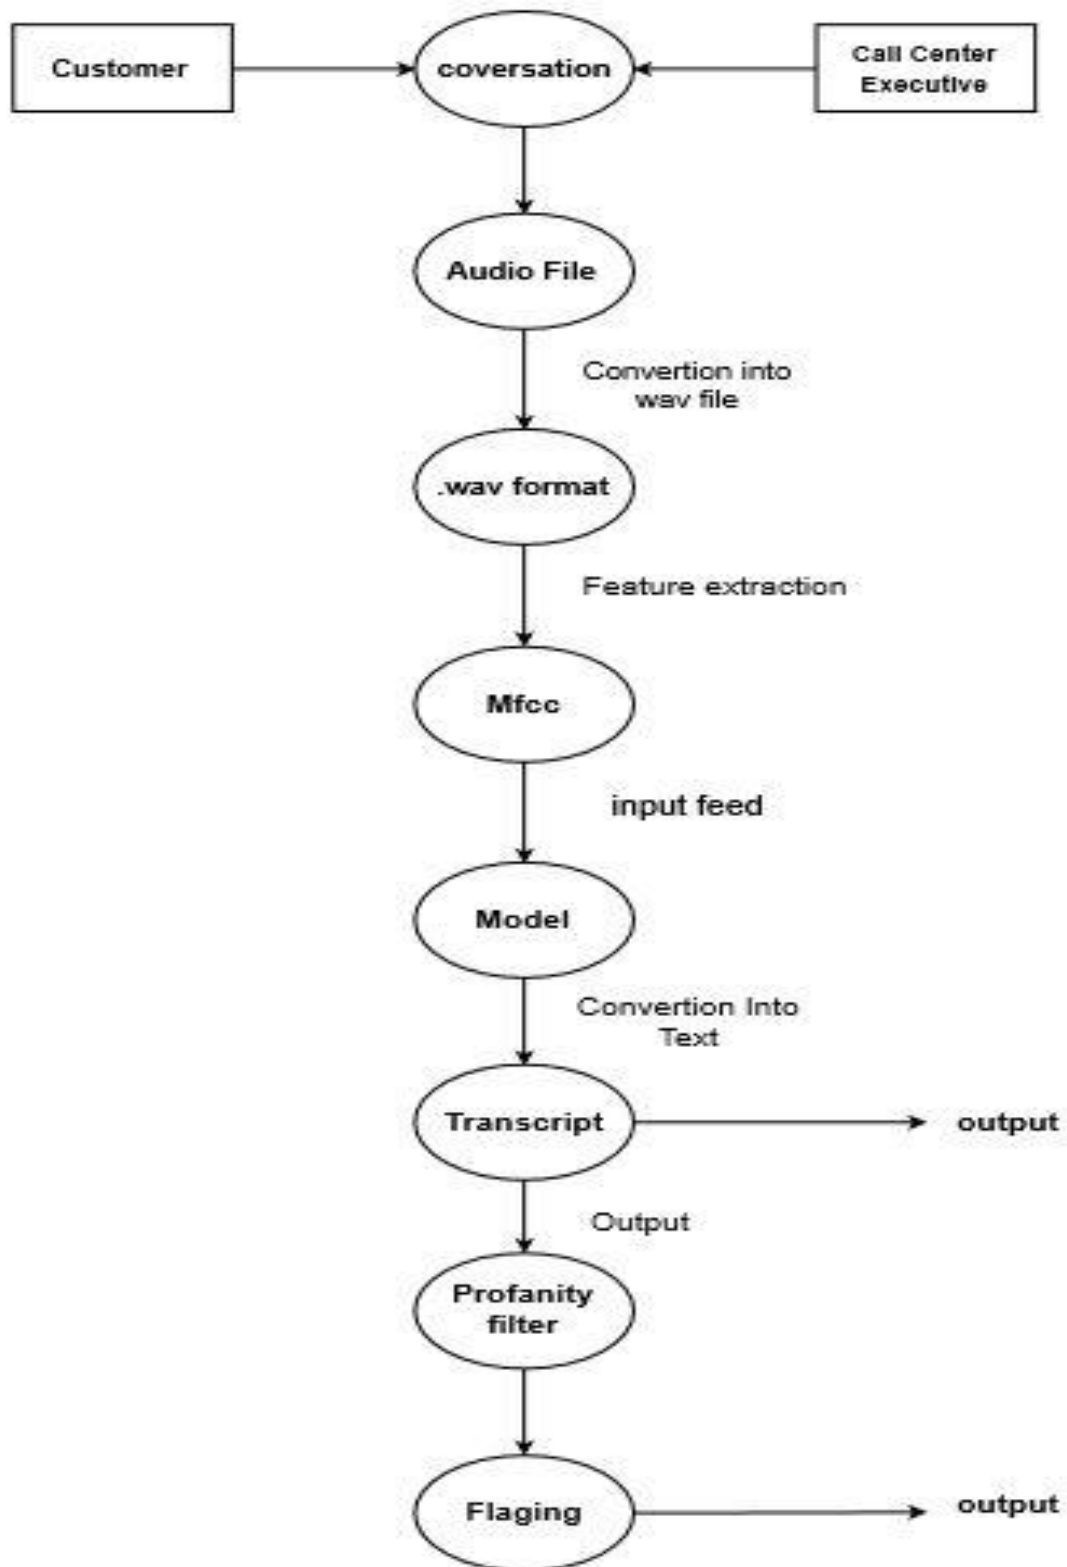 Customer
coversation
Call Center
Executive
Audio File
Convertion into
wav file
.wav format
Feature extraction
Mfcc
input feed
Model
Convertion Into
Text
Transcript
output
Output
Profanity
filter
Flaging
output